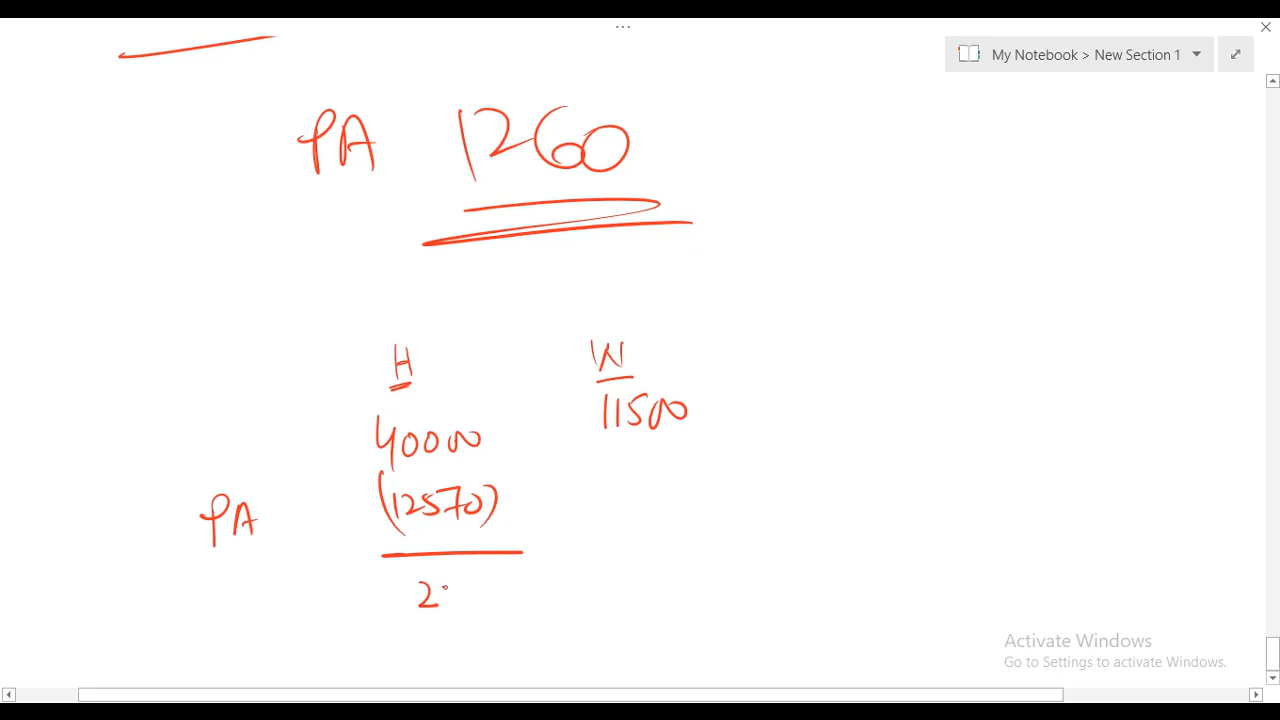 My Notebook > New Section 1
PA 1260
H W
40000 11500
PA (12570)
2
Activate Windows
Go to Settings to activate Windows.